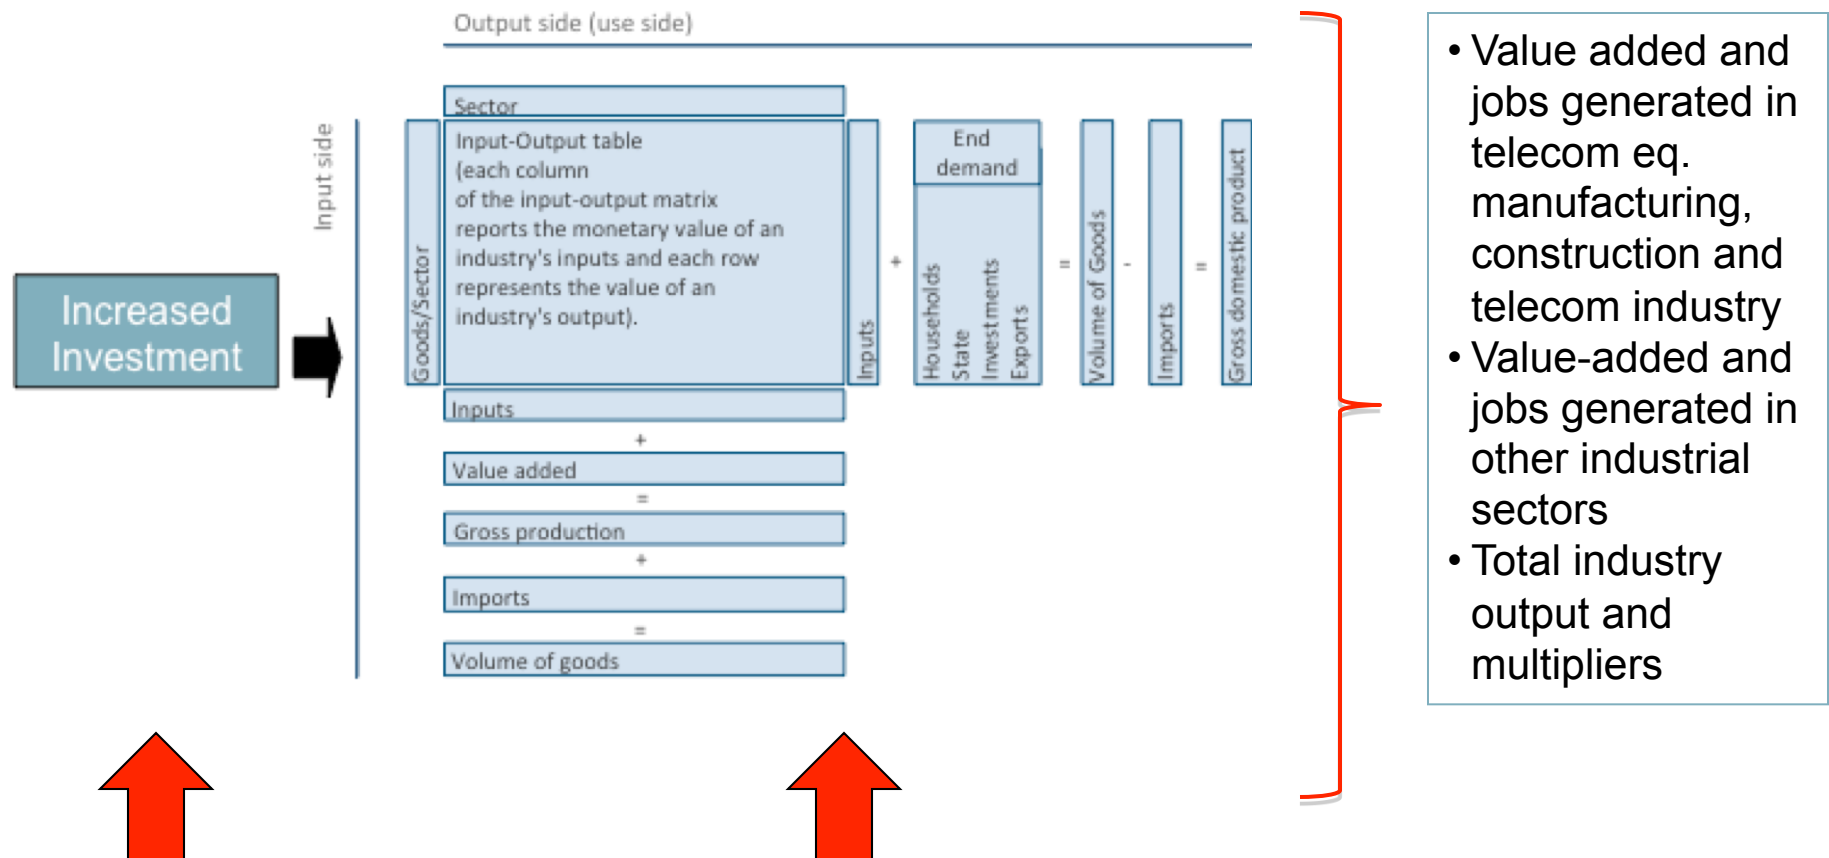 Output side (use side)
Input side
Increased
Investment
Goods/Sector
Sector
Input-Output table
(each column
of the input-output matrix
reports the monetary value of an
industry's inputs and each row
represents the value of an
industry's output).
Inputs
+
End
demand
Households
State
Investments
Exports
=
Volume of Goods
-
Imports
=
Gross domestic product
Inputs
+
Value added
=
Gross production
+
Imports
=
Volume of goods
• Value added and
jobs generated in
telecom eq.
manufacturing,
construction and
telecom industry
• Value-added and
jobs generated in
other industrial
sectors
• Total industry
output and
multipliers